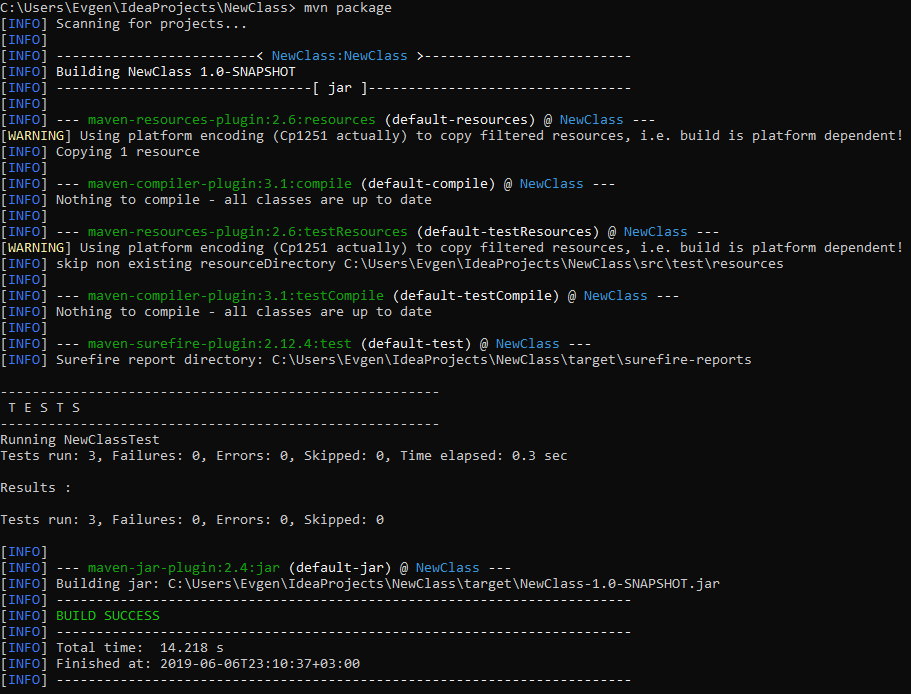 C:\Users\Evgen\IdeaProjects\NewClass> mvn package
[INFO] Scanning for projects...
[INFO]
[INFO] -------------------------< NewClass:NewClass >--------------------------
[INFO] Building NewClass 1.0-SNAPSHOT
[INFO] --------------------------------[ jar ]---------------------------------
[INFO]
[INFO] --- maven-resources-plugin:2.6:resources (default-resources) @ NewClass ---
[WARNING] Using platform encoding (Cp1251 actually) to copy filtered resources, i.e. build is platform dependent!
[INFO] Copying 1 resource
[INFO]
[INFO] --- maven-compiler-plugin:3.1:compile (default-compile) @ NewClass ---
[INFO] Nothing to compile - all classes are up to date
[INFO]
[INFO] --- maven-resources-plugin:2.6:testResources (default-testResources) @ NewClass ---
[WARNING] Using platform encoding (Cp1251 actually) to copy filtered resources, i.e. build is platform dependent!
[INFO] skip non existing resourceDirectory C:\Users\Evgen\IdeaProjects\NewClass\src\test\resources
[INFO]
[INFO] --- maven-compiler-plugin:3.1:testCompile (default-testCompile) @ NewClass ---
[INFO] Nothing to compile - all classes are up to date
[INFO]
[INFO] --- maven-surefire-plugin:2.12.4:test (default-test) @ NewClass ---
[INFO] Surefire report directory: C:\Users\Evgen\IdeaProjects\NewClass\target\surefire-reports
-------------------------------------------------------
T E S T S
-------------------------------------------------------
Running NewClassTest
Tests run: 3, Failures: 0, Errors: 0, Skipped: 0, Time elapsed: 0.3 sec
Results :
Tests run: 3, Failures: 0, Errors: 0, Skipped: 0
[INFO]
[INFO] --- maven-jar-plugin:2.4:jar (default-jar) @ NewClass ---
[INFO] Building jar: C:\Users\Evgen\IdeaProjects\NewClass\target\NewClass-1.0-SNAPSHOT.jar
[INFO] ------------------------------------------------------------------------
[INFO] BUILD SUCCESS
[INFO] ------------------------------------------------------------------------
[INFO] Total time:  14.218 s
[INFO] Finished at: 2019-06-06T23:10:37+03:00
[INFO] ------------------------------------------------------------------------